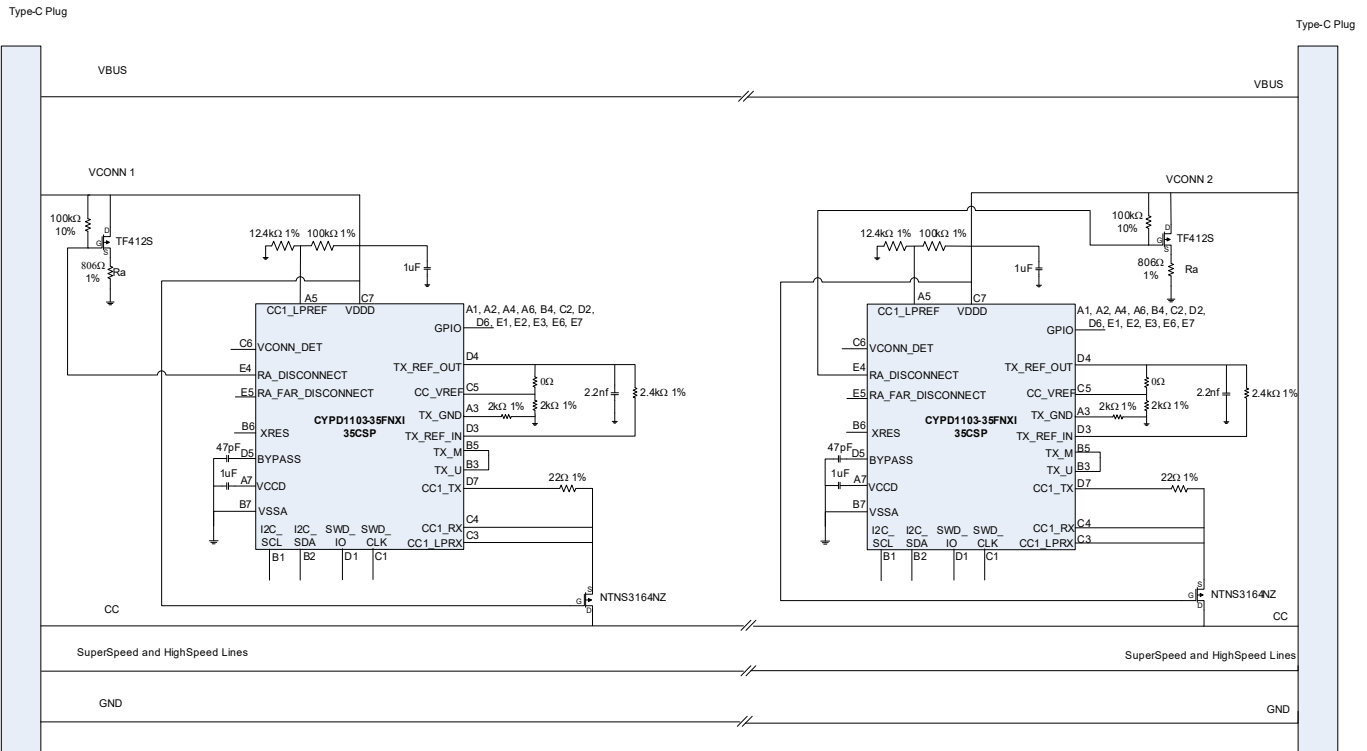 Type-C Plug
Type-C Plug
VBUS
VBUS
VCONN 1
100kΩ
10%
D
G
S
TF412S
806Ω
1%
Ra
12.4kΩ 1%
100kΩ 1%
1uF
A5
C7
CC1_LPREF
VDDD
A1, A2, A4, A6, B4, C2, D2,
D6, E1, E2, E3, E6, E7
GPIO
C6
VCONN_DET
E4
RA_DISCONNECT
E5
RA_FAR_DISCONNECT
CYPD1103-35FNXI
35CSP
B6
XRES
47pF
D5
BYPASS
1uF
A7
VCCD
B7
VSSA
TX_REF_OUT
D4
CC_VREF
C5
TX_GND
A3
TX_REF_IN
D3
TX_M
B5
TX_U
B3
CC1_TX
D7
CC1_RX
C4
CC1_LPRX
C3
0Ω
2kΩ 1%
2kΩ 1%
2.2nf
2.4kΩ 1%
22Ω 1%
I2C_
SCL
I2C_
SDA
SWD_
IO
SWD_
CLK
B1
B2
D1
C1
S
G
D
NTNS3164NZ
VCONN 2
100kΩ
10%
D
G
S
TF412S
806Ω
1%
Ra
12.4kΩ 1%
100kΩ 1%
1uF
A5
C7
CC1_LPREF
VDDD
A1, A2, A4, A6, B4, C2, D2,
D6, E1, E2, E3, E6, E7
GPIO
C6
VCONN_DET
E4
RA_DISCONNECT
E5
RA_FAR_DISCONNECT
CYPD1103-35FNXI
35CSP
B6
XRES
47pF
D5
BYPASS
1uF
A7
VCCD
B7
VSSA
TX_REF_OUT
D4
CC_VREF
C5
TX_GND
A3
TX_REF_IN
D3
TX_M
B5
TX_U
B3
CC1_TX
D7
CC1_RX
C4
CC1_LPRX
C3
0Ω
2kΩ 1%
2kΩ 1%
2.2nf
2.4kΩ 1%
22Ω 1%
I2C_
SCL
I2C_
SDA
SWD_
IO
SWD_
CLK
B1
B2
D1
C1
S
G
D
NTNS3164NZ
CC
CC
SuperSpeed and HighSpeed Lines
SuperSpeed and HighSpeed Lines
GND
GND